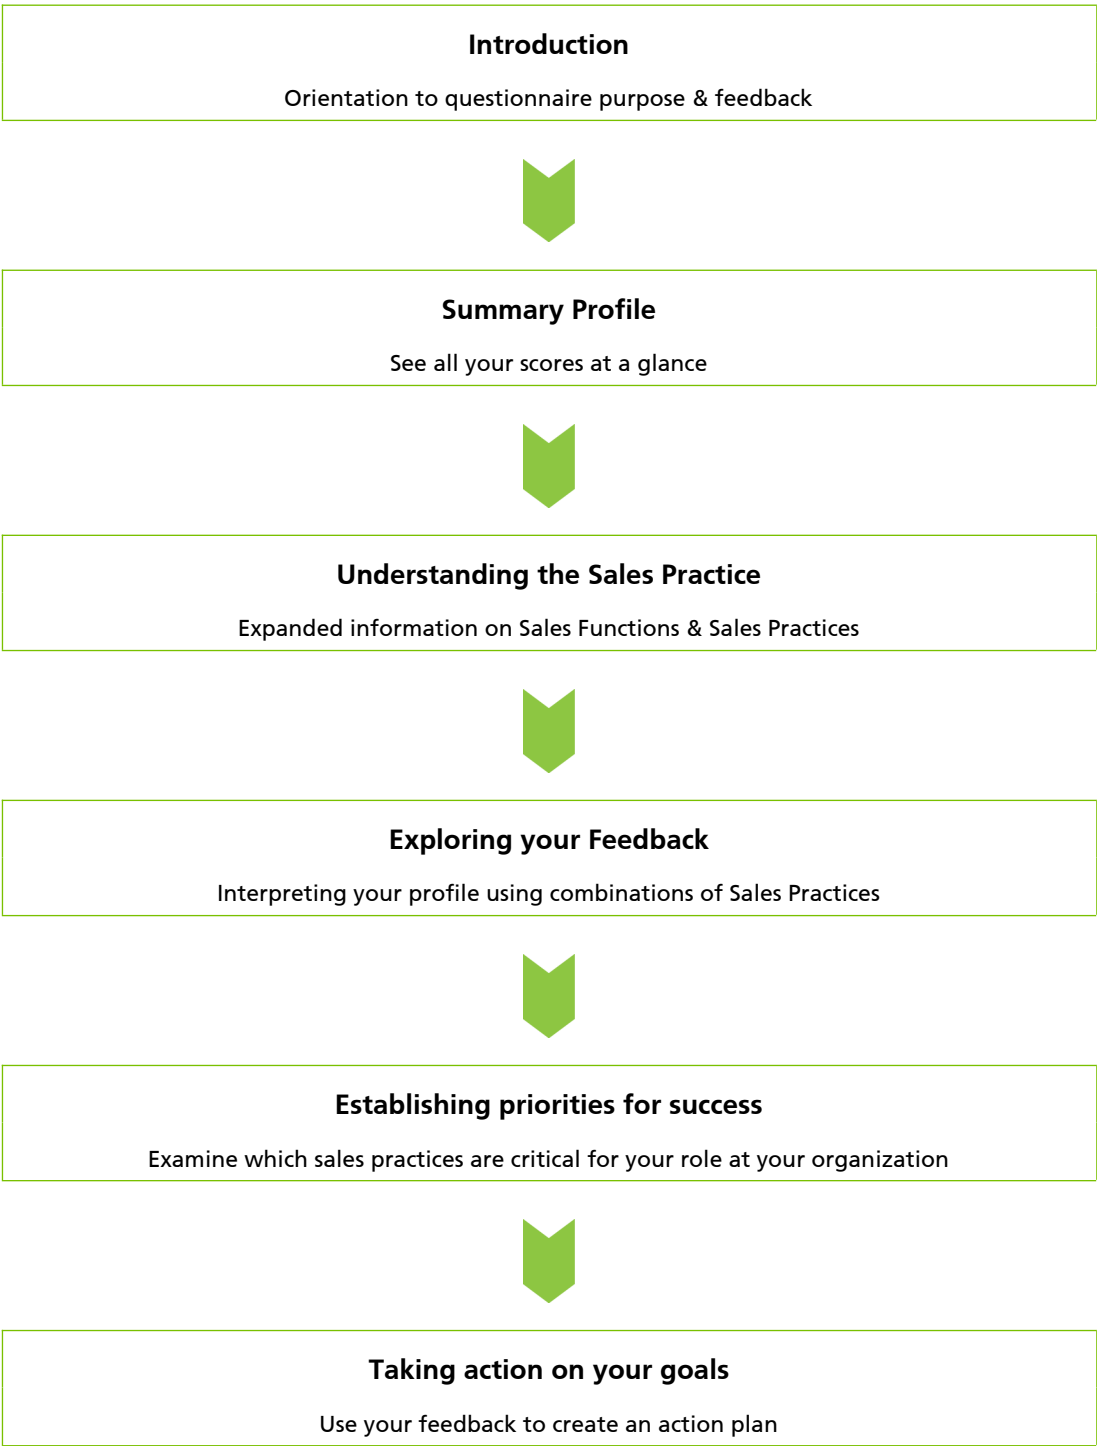 Introduction
Orientation to questionnaire purpose & feedback
Summary Profile
See all your scores at a glance
Understanding the Sales Practice
Expanded information on Sales Functions & Sales Practices
Exploring your Feedback
Interpreting your profile using combinations of Sales Practices
Establishing priorities for success
Examine which sales practices are critical for your role at your organization
Taking action on your goals
Use your feedback to create an action plan